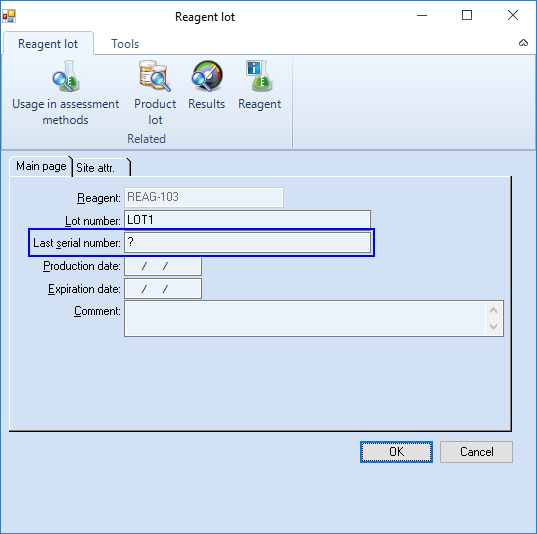 Reagent lot
Reagent lot Tools
Usage in assessment methods
Product lot
Results
Reagent
Related
Main page Site attr.
Reagent: REAG-103
Lot number: LOT1
Last serial number: ?
Production date: / /
Expiration date: / /
Comment:
OK Cancel